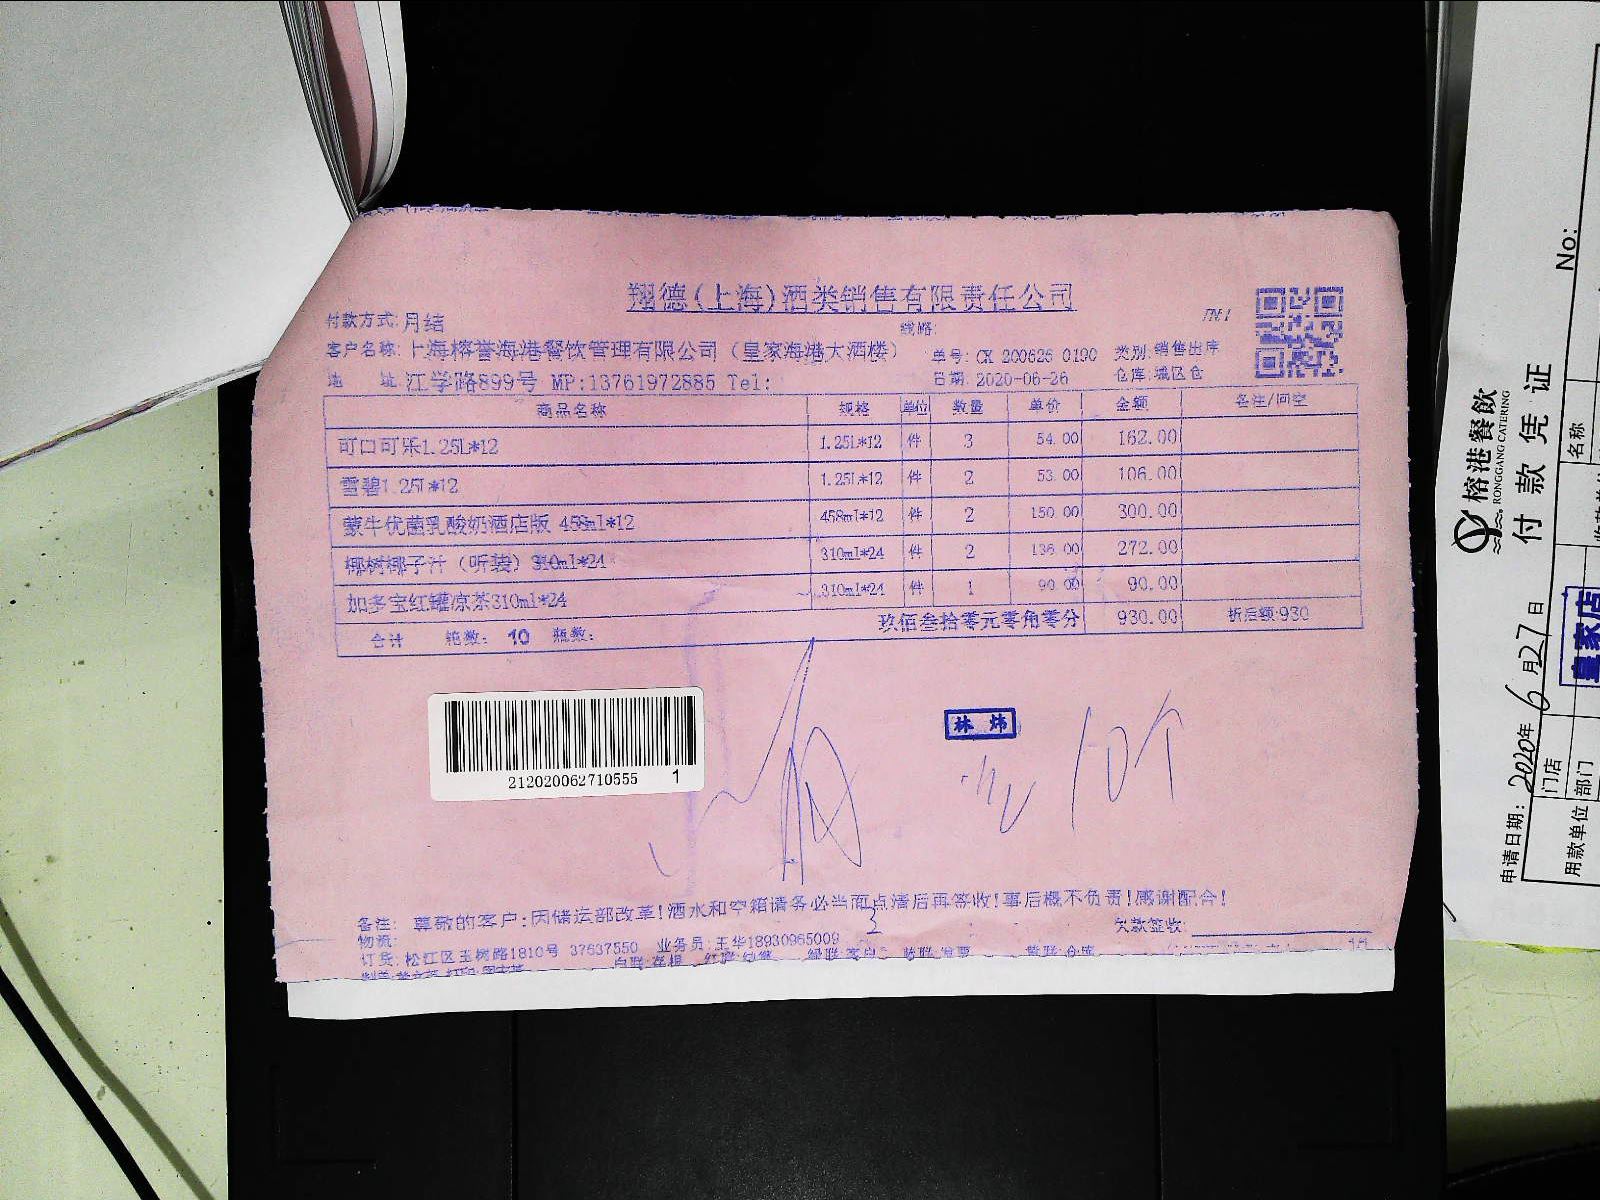 翔德(上海)酒类销售有限责任公司
付款方式: 月结 线路:
客户名称: 上海榕誉海港餐饮管理有限公司（皇家海港大酒楼） 单号: CK-200626-0190 类别: 销售出库
地 址: 江学路899号 MP:13761972885 Tel: 日期: 2020-06-26 仓库: 城区仓
商品名称 规格 单位 数量 单价 金额 备注/回空
可口可乐1.25L*12 1.25l*12 件 3 54.00 162.00
雪碧1.25l*12 1.25l*12 件 2 53.00 106.00
蒙牛优菌乳酸奶酒店版 458ml*12 458ml*12 件 2 150.00 300.00
椰树椰子汁（听装）310ml*24 310ml*24 件 2 136.00 272.00
加多宝红罐凉茶310ml*24 310ml*24 件 1 90.00 90.00
合计 箱数: 10 瓶数: 玖佰叁拾零元零角零分 930.00 折后额:930
林炜
10个
212020062710555 1
备注: 尊敬的客户:因储运部改革!酒水和空箱请务必当面点清后再签收!事后概不负责!感谢配合!
物流: 欠款签收:
订货: 松江区玉树路1810号 37637550 业务员: 王华18930965009
榕港餐飲
RONGGANG CATERING
付款凭证
No:
申请日期: 2020年6月27日
皇家店
门店
用款单位 部门
名称